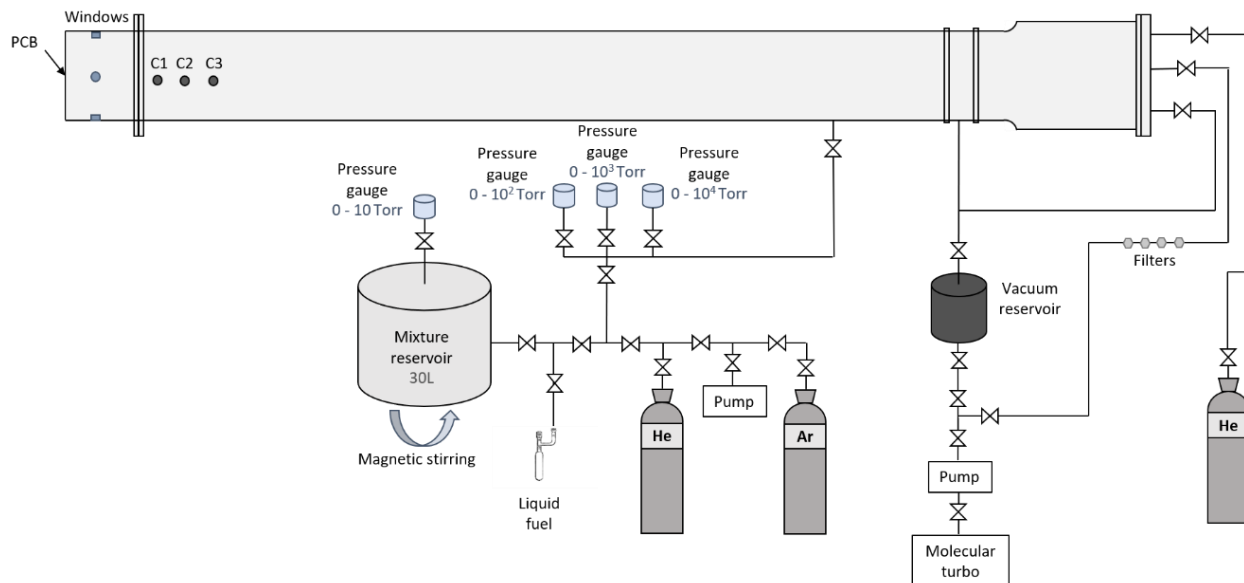 Windows
PCB
C1 C2 C3
Pressure
gauge
0 - 10 Torr
Pressure
gauge
0 - 10² Torr
Pressure
gauge
0 - 10³ Torr
Pressure
gauge
0 - 10⁴ Torr
Filters
Vacuum
reservoir
Mixture
reservoir
30L
Magnetic stirring
Liquid
fuel
He
Pump
Ar
Pump
Molecular
turbo
He